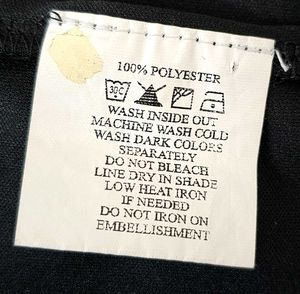 100% POLYESTER
30C
WASH INSIDE OUT
MACHINE WASH COLD
WASH DARK COLORS
SEPARATELY
DO NOT BLEACH
LINE DRY IN SHADE
LOW HEAT IRON
IF NEEDED
DO NOT IRON ON
EMBELLISHMENT